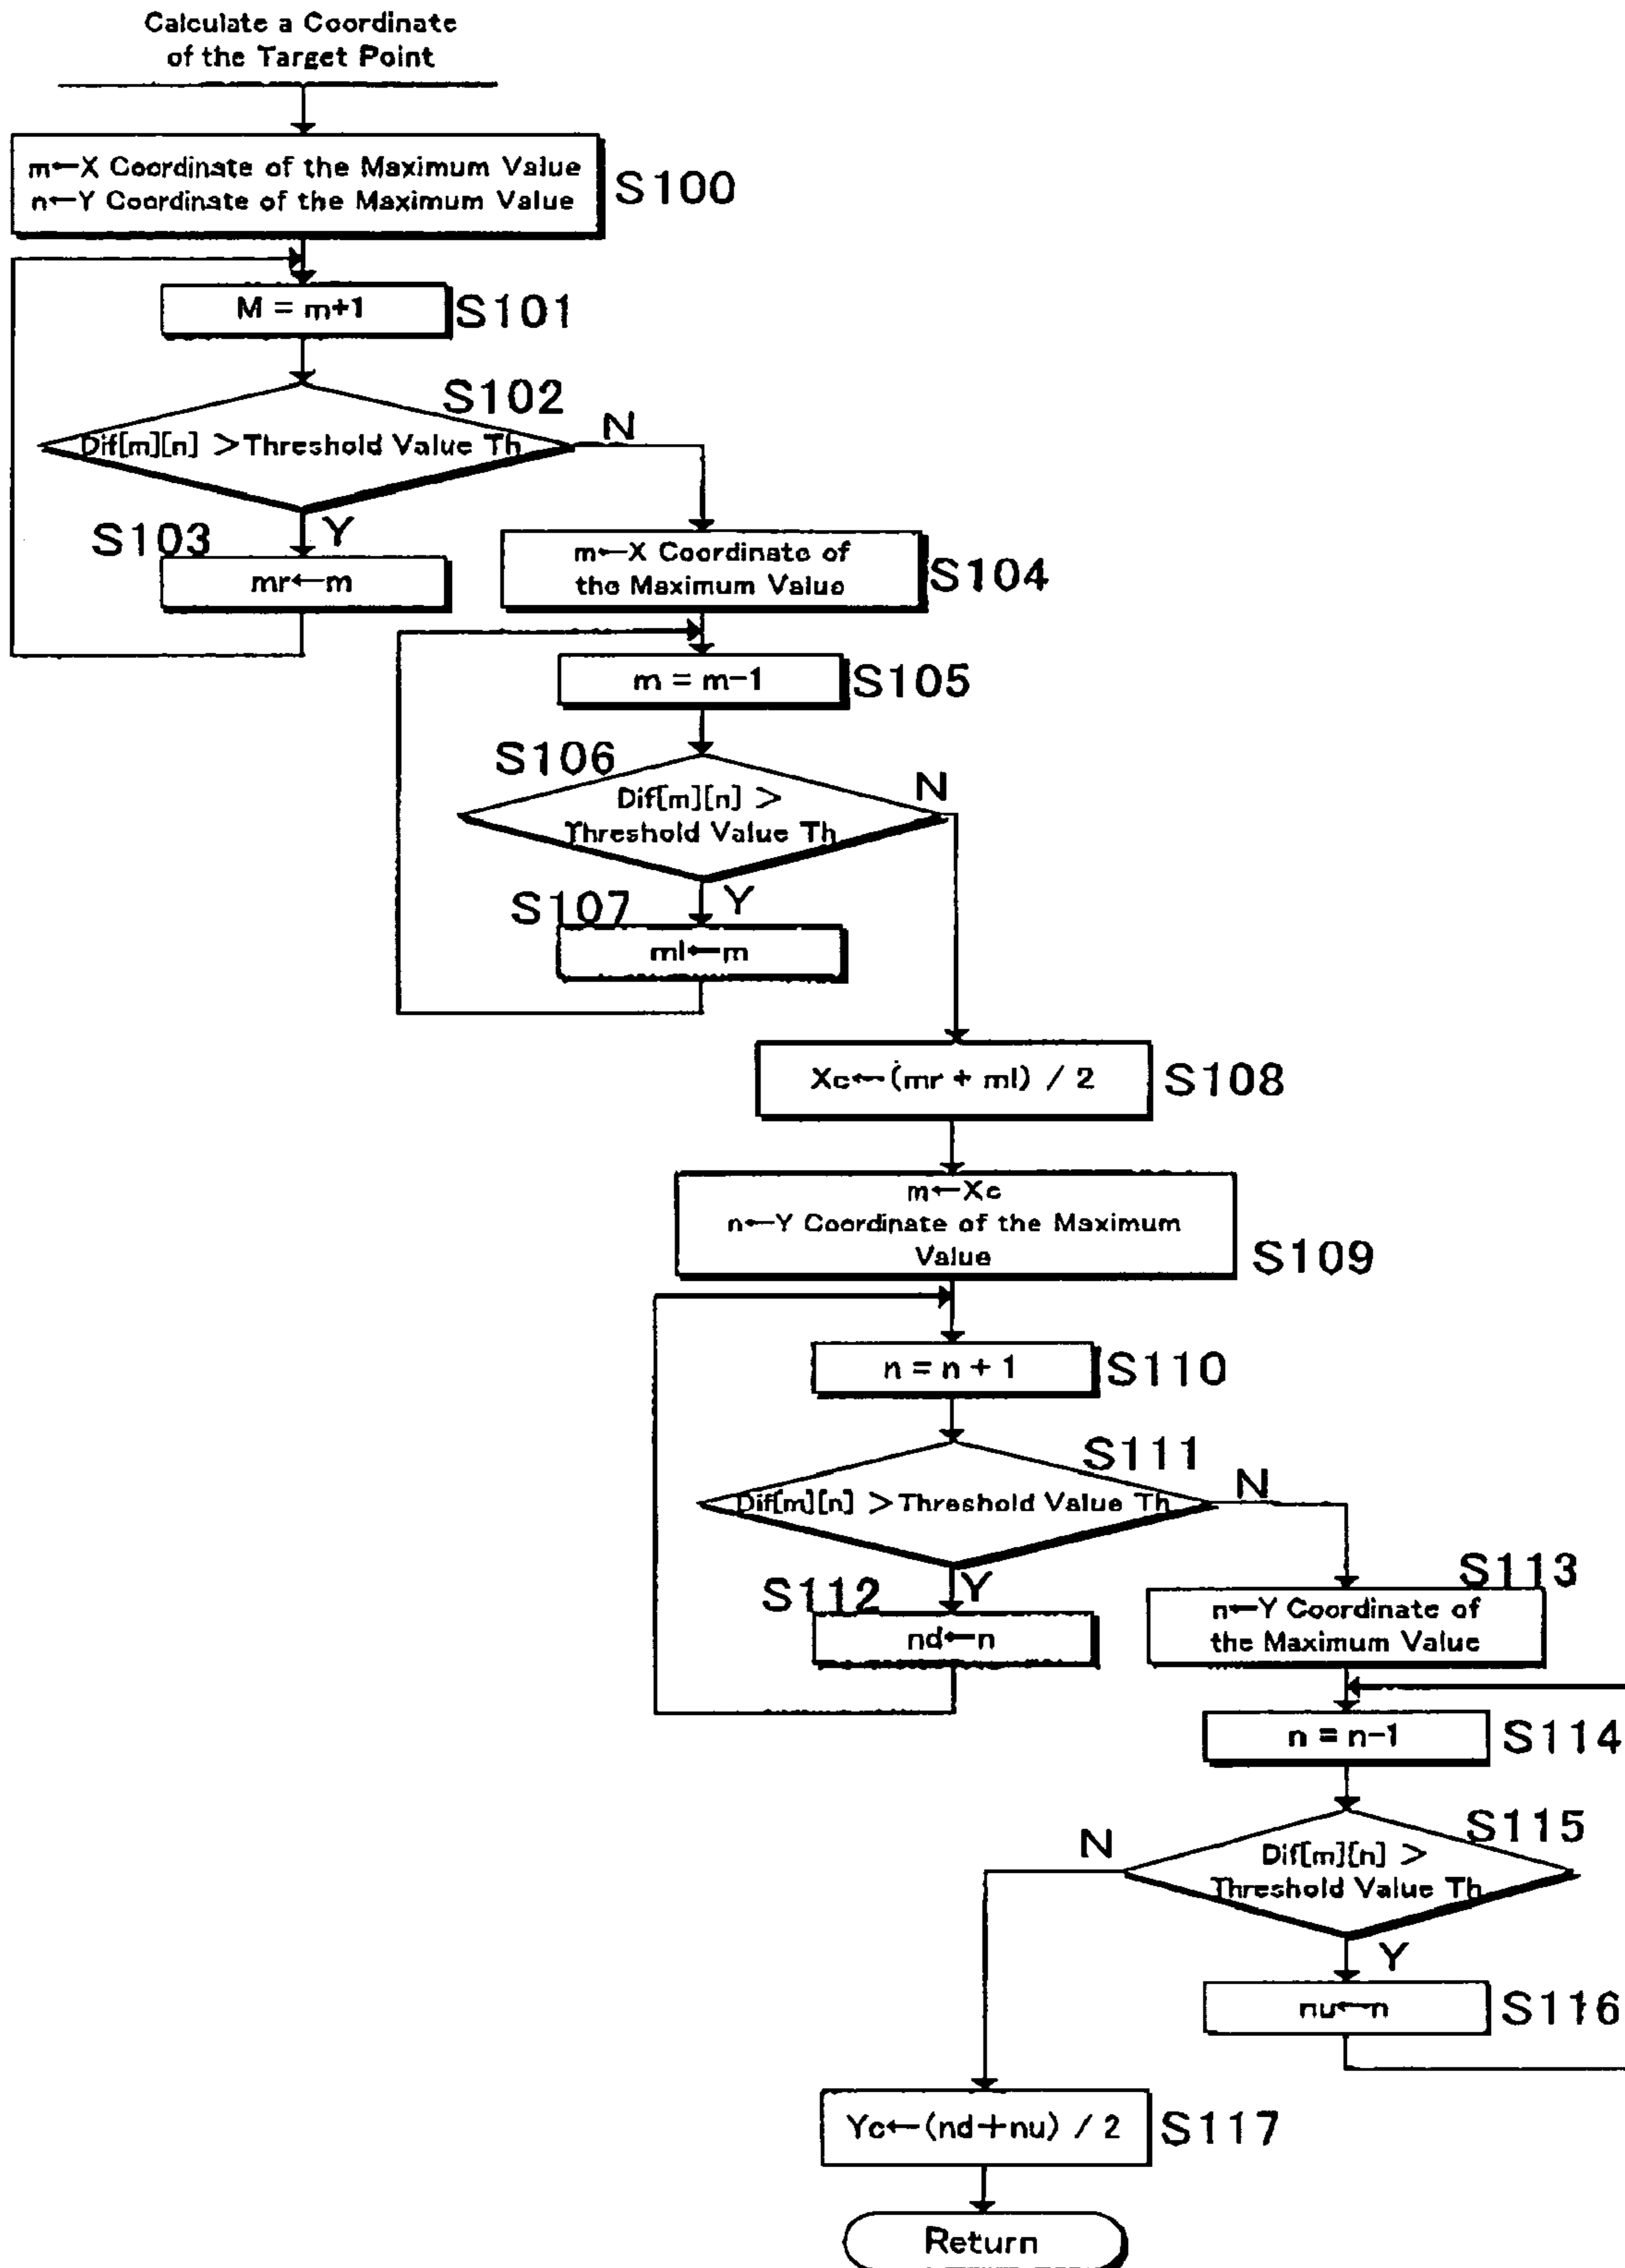 Calculate a Coordinate
of the Target Point
m←X Coordinate of the Maximum Value
n←Y Coordinate of the Maximum Value
S100
M = m+1
S101
S102
Dif[m][n] >Threshold Value Th
N
Y
S103
mr←m
m←X Coordinate of
the Maximum Value
S104
m = m-1
S105
S106
Dif[m][n] >
Threshold Value Th
N
Y
S107
ml←m
Xc←(mr + ml) / 2
S108
m←Xc
n←Y Coordinate of the Maximum
Value
S109
n = n + 1
S110
S111
Dif[m][n] >Threshold Value Th
N
Y
S112
nd←n
S113
n←Y Coordinate of
the Maximum Value
n = n-1
S114
S115
Dif[m][n] >
Threshold Value Th
N
Y
nu←n
S116
Yc←(nd+nu) / 2
S117
Return